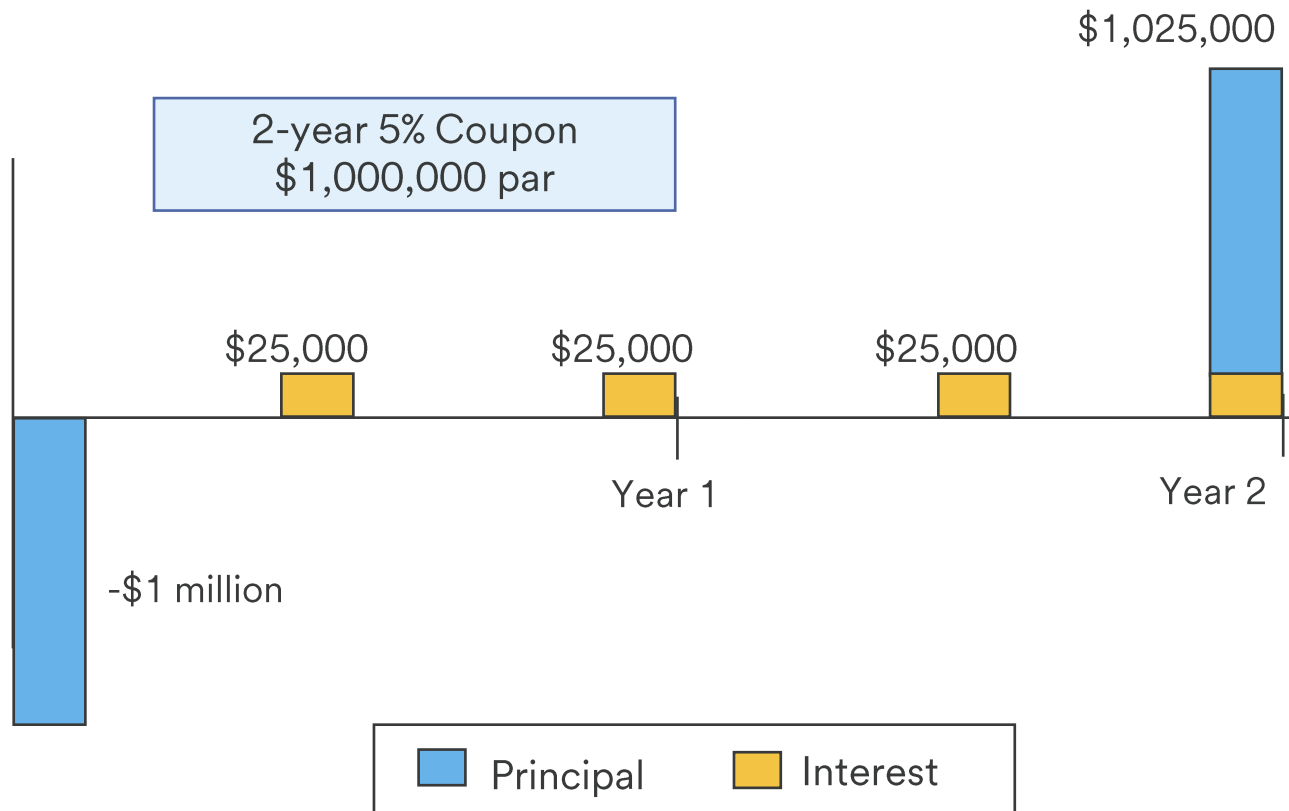 $1,025,000
2-year 5% Coupon
$1,000,000 par
$25,000
$25,000
$25,000
Year 1
Year 2
-$1 million
Principal
Interest